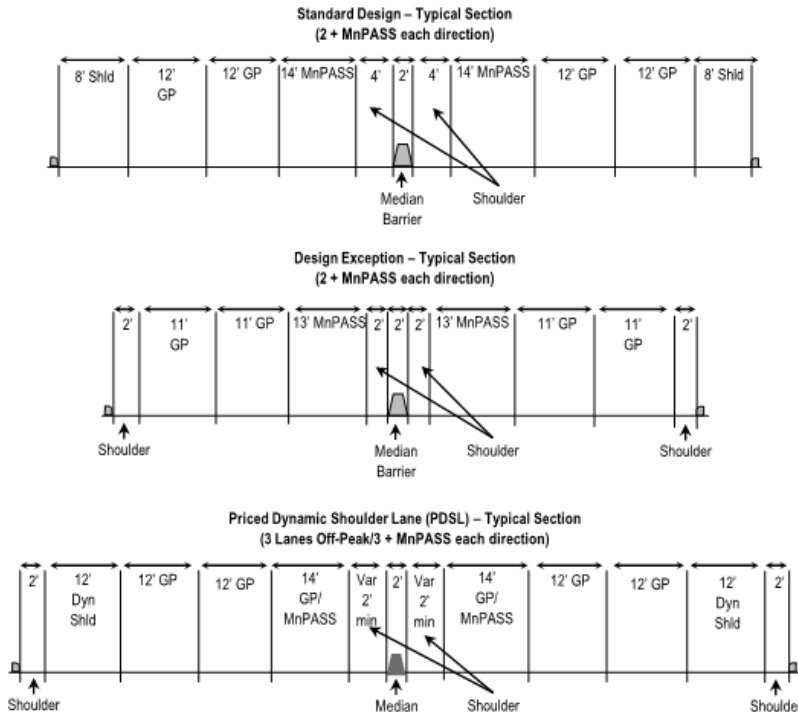 Standard Design – Typical Section
(2 + MnPASS each direction)
8' Shld
12'
GP
12' GP
14' MnPASS
4'
2'
4'
14' MnPASS
12' GP
12' GP
8' Shld
Median
Barrier
Shoulder
Design Exception – Typical Section
(2 + MnPASS each direction)
2'
11'
GP
11' GP
13' MnPASS
2'
2'
2'
13' MnPASS
11' GP
11'
GP
2'
Shoulder
Median
Barrier
Shoulder
Shoulder
Priced Dynamic Shoulder Lane (PDSL) – Typical Section
(3 Lanes Off-Peak/3 + MnPASS each direction)
2'
12'
Dyn
Shld
12' GP
12' GP
14'
GP/
MnPASS
Var
2'
min
2'
Var
2'
min
14'
GP/
MnPASS
12' GP
12' GP
12'
Dyn
Shld
2'
Shoulder
Median
Shoulder
Shoulde